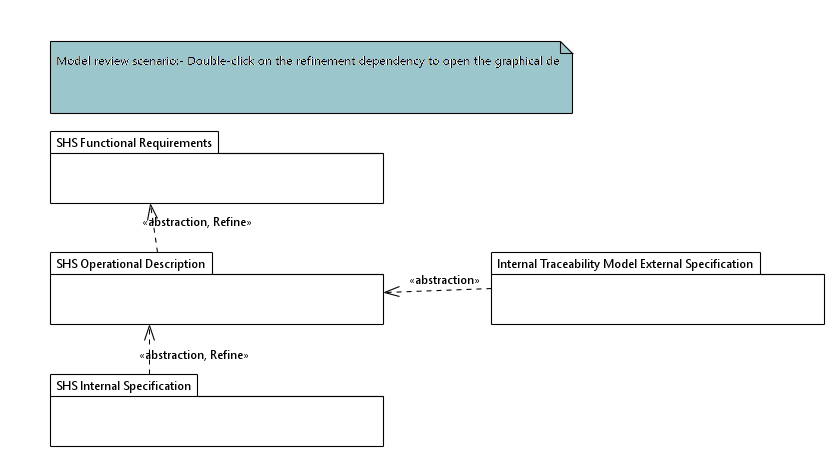 Model review scenario:- Double-click on the refinement dependency to open the graphical de
SHS Functional Requirements
«abstraction, Refine»
SHS Operational Description
Internal Traceability Model External Specification
«abstraction»
«abstraction, Refine»
SHS Internal Specification